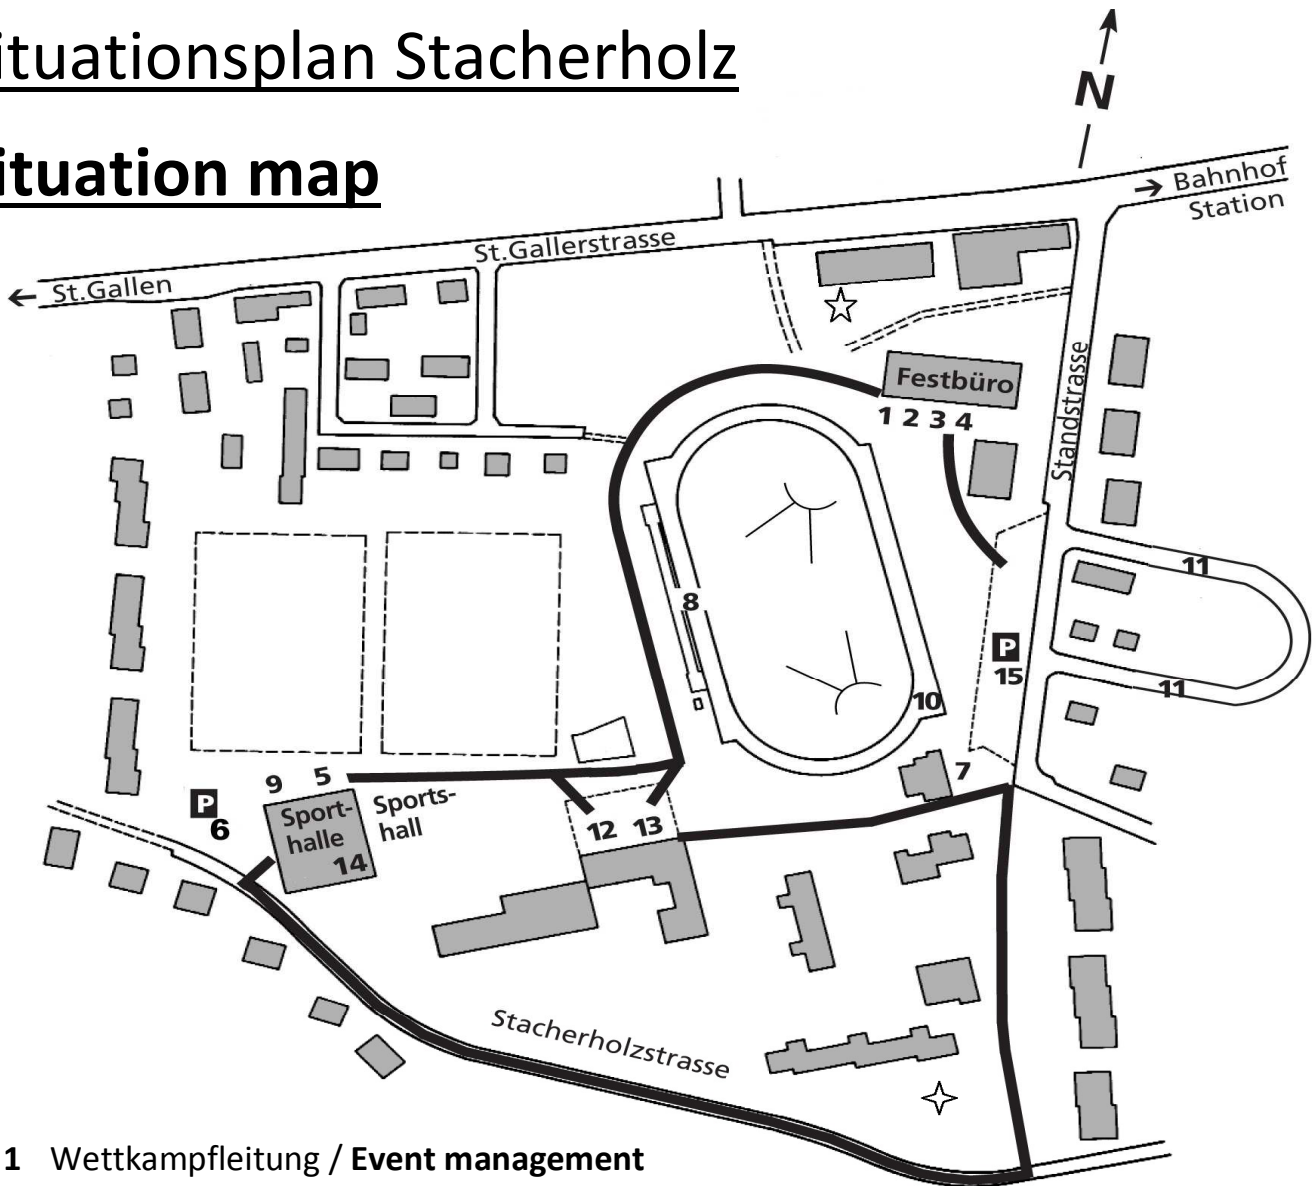 ituationsplan Stacherholz
ituation map
N
Bahnhof
Station
St.Gallerstrasse
St.Gallen
Standstrasse
Festbüro
1 2 3 4
11
8
P
15
11
10
9 5
7
P
6
Sport-
halle
14
Sports-
hall
12 13
Stacherholzstrasse
1 Wettkampfleitung / Event management